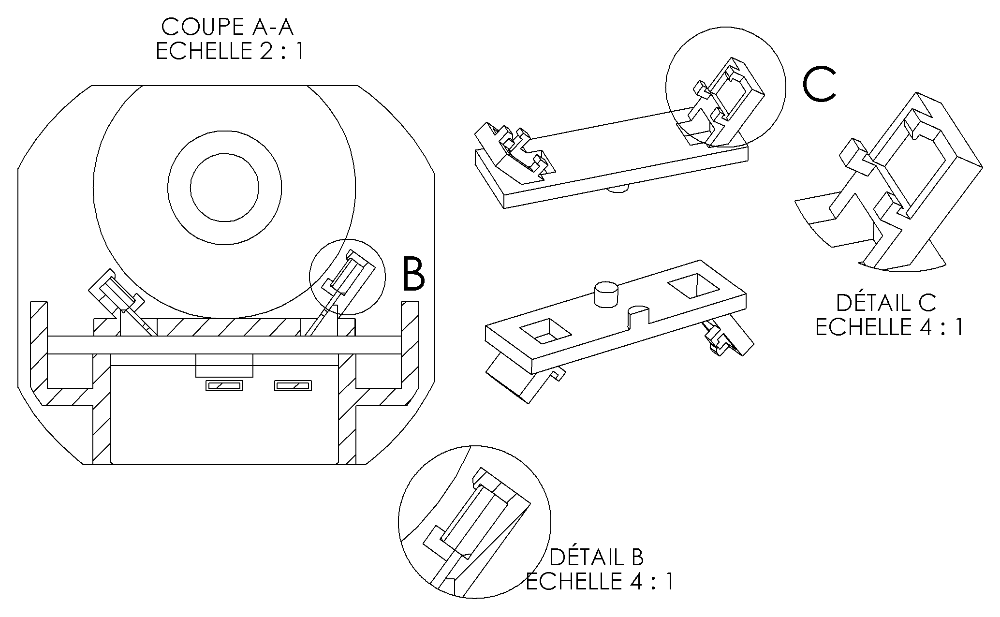 COUPE A-A
ECHELLE 2 : 1
C
B
DÉTAIL C
ECHELLE 4 : 1
DÉTAIL B
ECHELLE 4 : 1